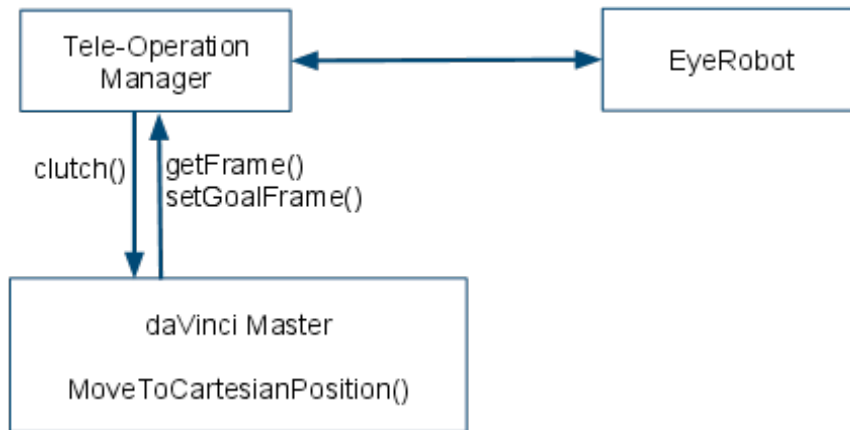 Tele-Operation
Manager
EyeRobot
clutch()
getFrame()
setGoalFrame()
daVinci Master
MoveToCartesianPosition()